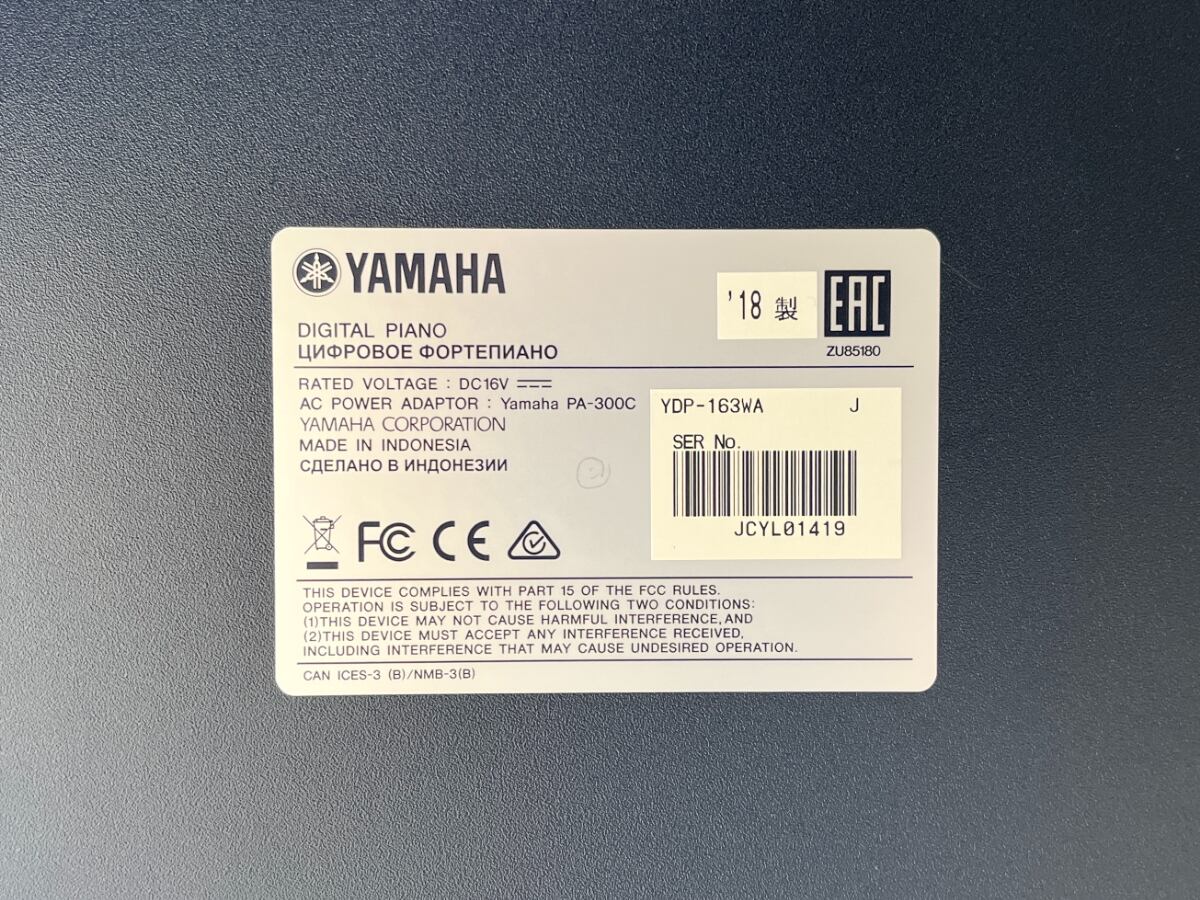 YAMAHA
'18 製
EAC
ZU85180
DIGITAL PIANO
ЦИФРОВОЕ ФОРТЕПИАНО
RATED VOLTAGE : DC16V
AC POWER ADAPTOR : Yamaha PA-300C
YAMAHA CORPORATION
MADE IN INDONESIA
СДЕЛАНО В ИНДОНЕЗИИ
YDP-163WA J
SER No.
JCYL01419
FC CE
THIS DEVICE COMPLIES WITH PART 15 OF THE FCC RULES.
OPERATION IS SUBJECT TO THE FOLLOWING TWO CONDITIONS:
(1)THIS DEVICE MAY NOT CAUSE HARMFUL INTERFERENCE,AND
(2)THIS DEVICE MUST ACCEPT ANY INTERFERENCE RECEIVED,
INCLUDING INTERFERENCE THAT MAY CAUSE UNDESIRED OPERATION.
CAN ICES-3 (B)/NMB-3(B)